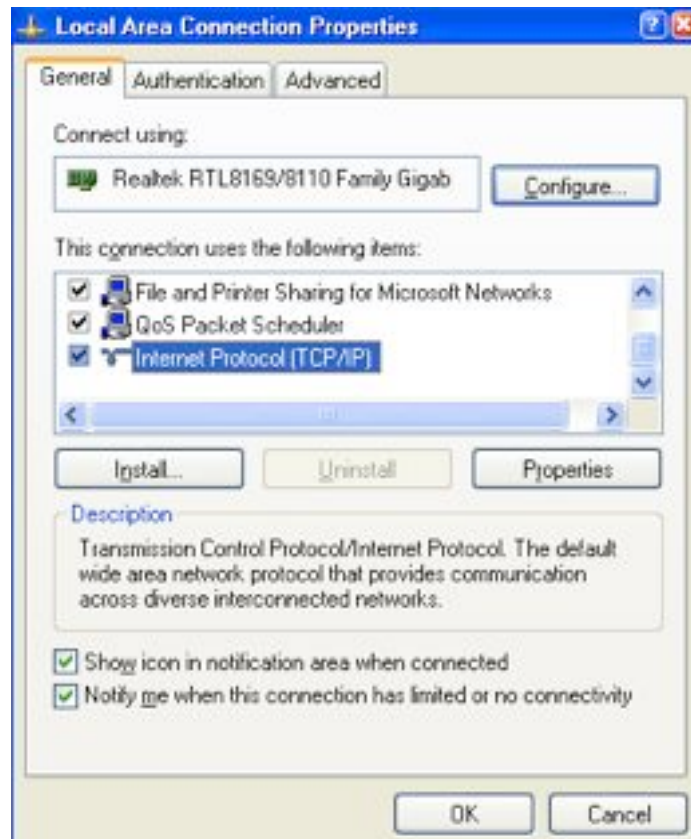 Local Area Connection Properties
General Authentication Advanced
Connect using:
Realtek RTL8169/8110 Family Gigab
Configure...
This connection uses the following items:
File and Printer Sharing for Microsoft Networks
QoS Packet Scheduler
Internet Protocol (TCP/IP)
Install... Uninstall Properties
Description
Transmission Control Protocol/Internet Protocol. The default
wide area network protocol that provides communication
across diverse interconnected networks.
Show icon in notification area when connected
Notify me when this connection has limited or no connectivity
OK Cancel